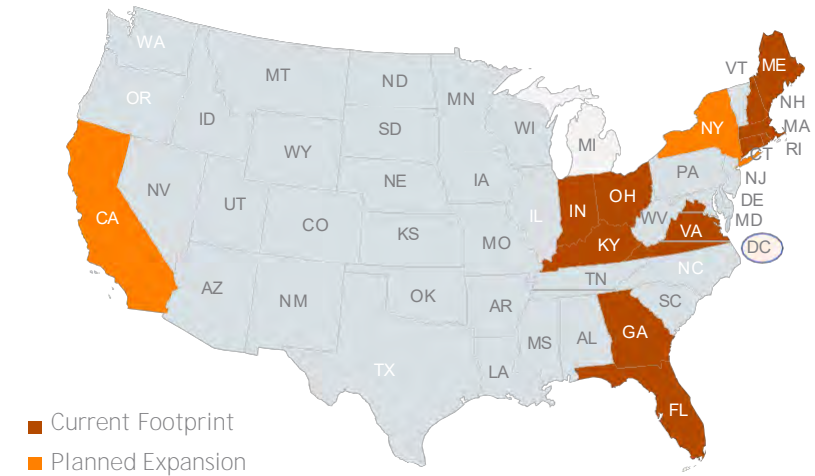 WA
MT
ND
VT
ME
OR
MN
NH
ID
SD
WI
NY
MA
MI
RI
WY
CT
IA
PA
NJ
NE
NV
OH
DE
UT
IL
IN
WV
MD
CA
CO
KS
MO
VA
DC
KY
NC
TN
AZ
OK
NM
AR
SC
GA
MS
AL
TX
LA
FL
Current Footprint
Planned Expansion